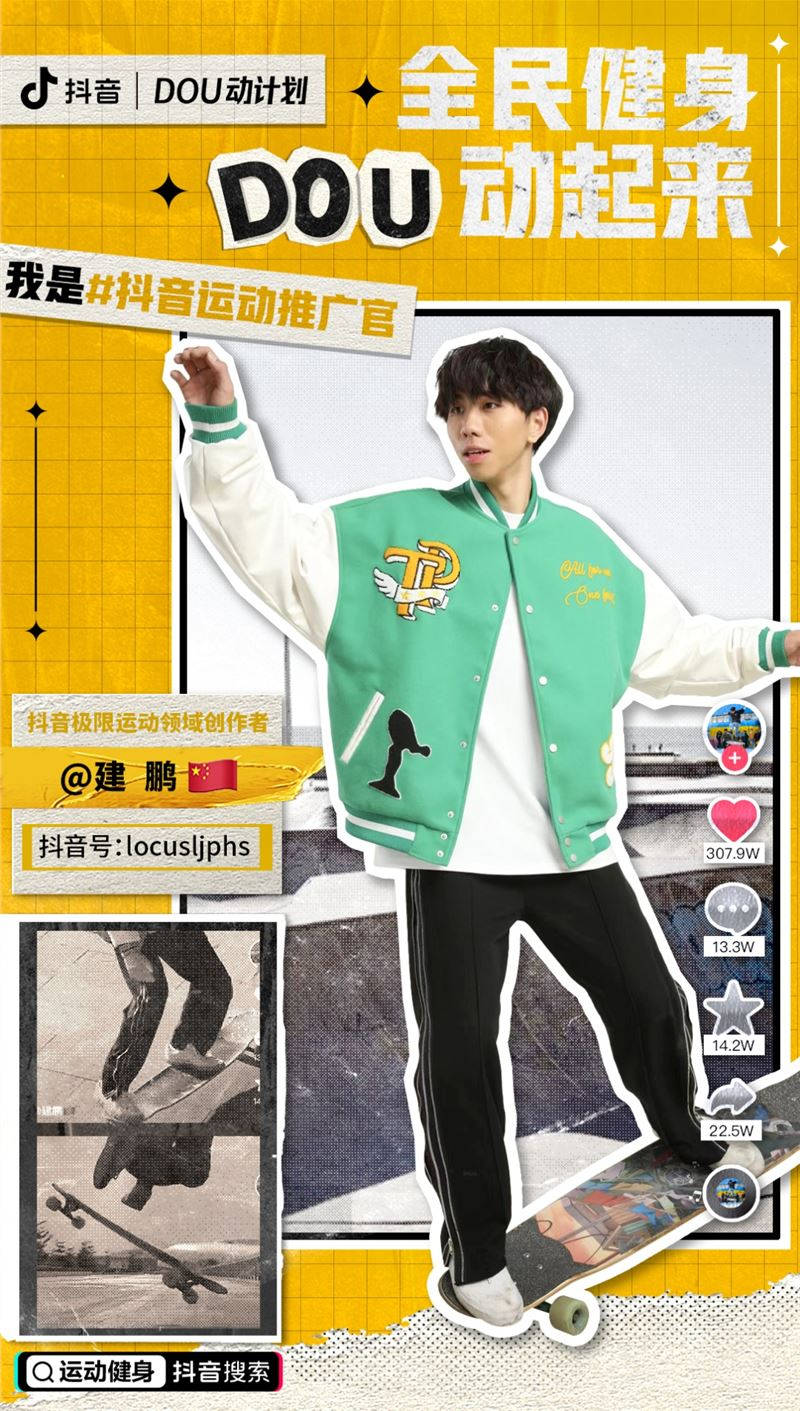 抖音 | DOU动计划
全民健身
DOU动起来
我是#抖音运动推广官
抖音极限运动领域创作者
@建 鹏🇨🇳
抖音号:locusljphs
307.9W
13.3W
14.2W
22.5W
运动健身 抖音搜索